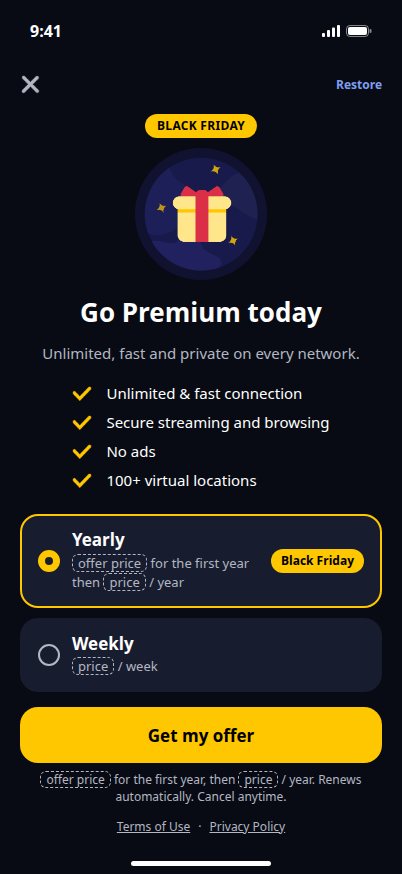 9:41
Restore
BLACK FRIDAY
Go Premium today
Unlimited, fast and private on every network.
Unlimited & fast connection
Secure streaming and browsing
No ads
100+ virtual locations
Yearly
offer price for the first year
then price / year
Black Friday
Weekly
price / week
Get my offer
offer price for the first year, then price / year. Renews
automatically. Cancel anytime.
Terms of Use · Privacy Policy